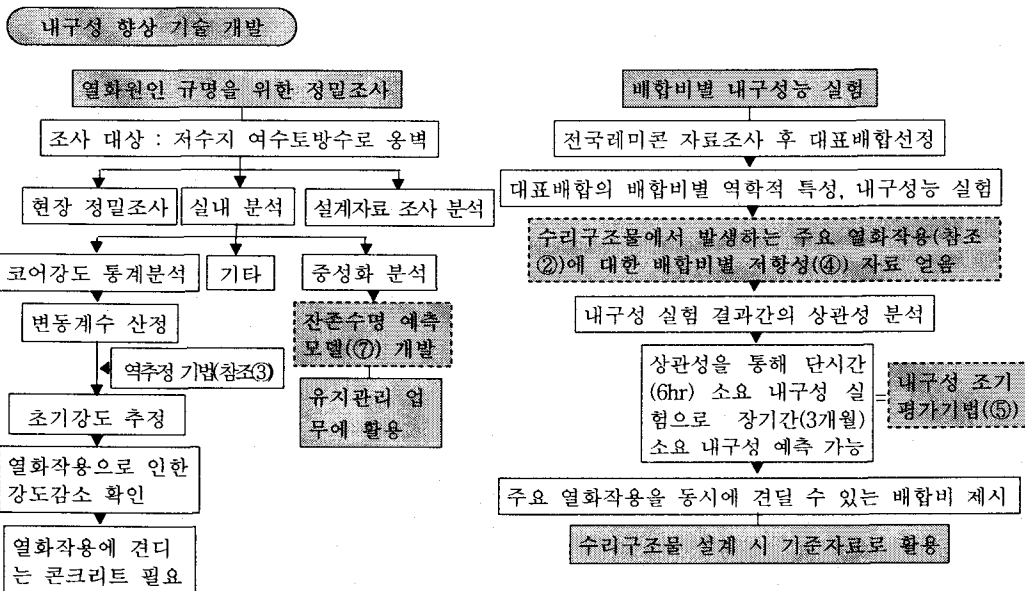 내구성 향상 기술 개발
열화원인 규명을 위한 정밀조사
조사 대상 : 저수지 여수토방수로 옹벽
현장 정밀조사
실내 분석
설계자료 조사 분석
코어강도 통계분석
기타
중성화 분석
변동계수 산정
잔존수명 예측
모델(⑦) 개발
역추정 기법(참조③)
유지관리 업
무에 활용
초기강도 추정
열화작용으로 인한
강도감소 확인
열화작용에 견디
는 콘크리트 필요
배합비별 내구성능 실험
전국레미콘 자료조사 후 대표배합선정
대표배합의 배합비별 역학적 특성, 내구성능 실험
수리구조물에서 발생하는 주요 열화작용(참조
②)에 대한 배합비별 저항성(④) 자료 얻음
내구성 실험 결과간의 상관성 분석
상관성을 통해 단시간
(6hr) 소요 내구성 실
험으로 장기간(3개월)
소요 내구성 예측 가능
=
내구성 조기
평가기법(⑤)
주요 열화작용을 동시에 견딜 수 있는 배합비 제시
수리구조물 설계 시 기준자료로 활용